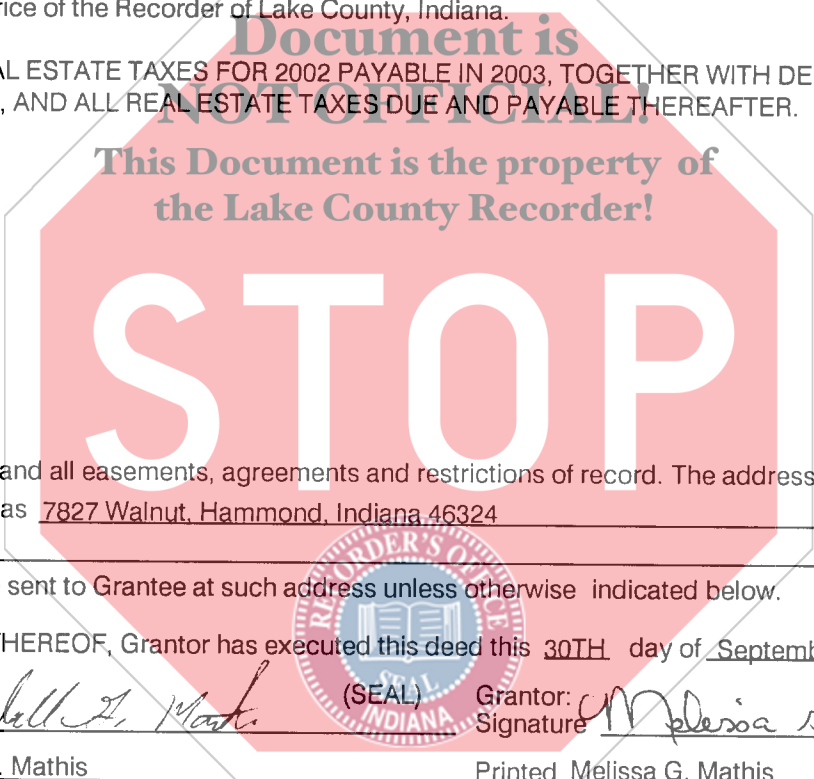 ice of the Recorder of Lake County, Indiana.
Document is
AL ESTATE TAXES FOR 2002 PAYABLE IN 2003, TOGETHER WITH DE
, AND ALL REAL ESTATE TAXES DUE AND PAYABLE THEREAFTER.
NOT OFFICIAL!
This Document is the property of
the Lake County Recorder!
STOP
and all easements, agreements and restrictions of record. The address
as 7827 Walnut, Hammond, Indiana 46324
sent to Grantee at such address unless otherwise indicated below.
HEREOF, Grantor has executed this deed this 30TH day of Septemb
(SEAL) Grantor:
Signature Melissa
. Mathis Printed Melissa G. Mathis
RECORDER'S OFFICE
SEAL
INDIANA